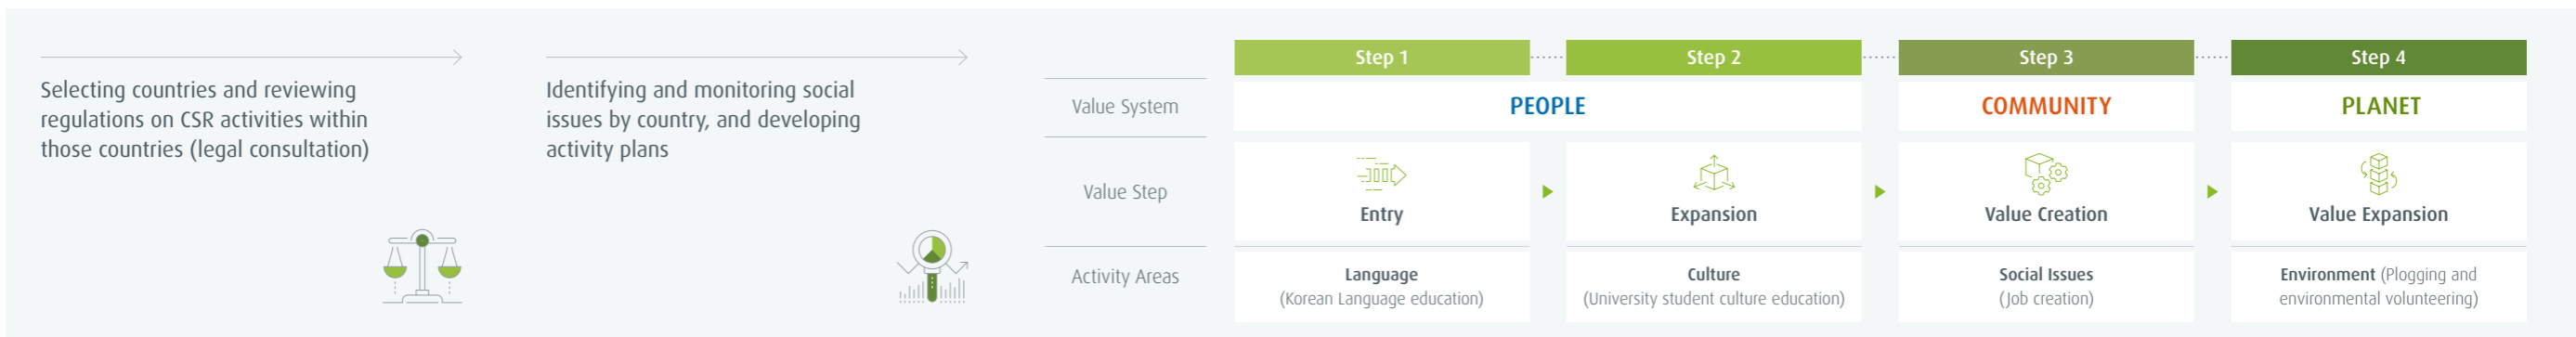 Selecting countries and reviewing
regulations on CSR activities within
those countries (legal consultation)
Identifying and monitoring social
issues by country, and developing
activity plans
Step 1
Step 2
Step 3
Step 4
Value System
PEOPLE
COMMUNITY
PLANET
Value Step
Entry
Expansion
Value Creation
Value Expansion
Activity Areas
Language
(Korean Language education)
Culture
(University student culture education)
Social Issues
(Job creation)
Environment (Plogging and
environmental volunteering)